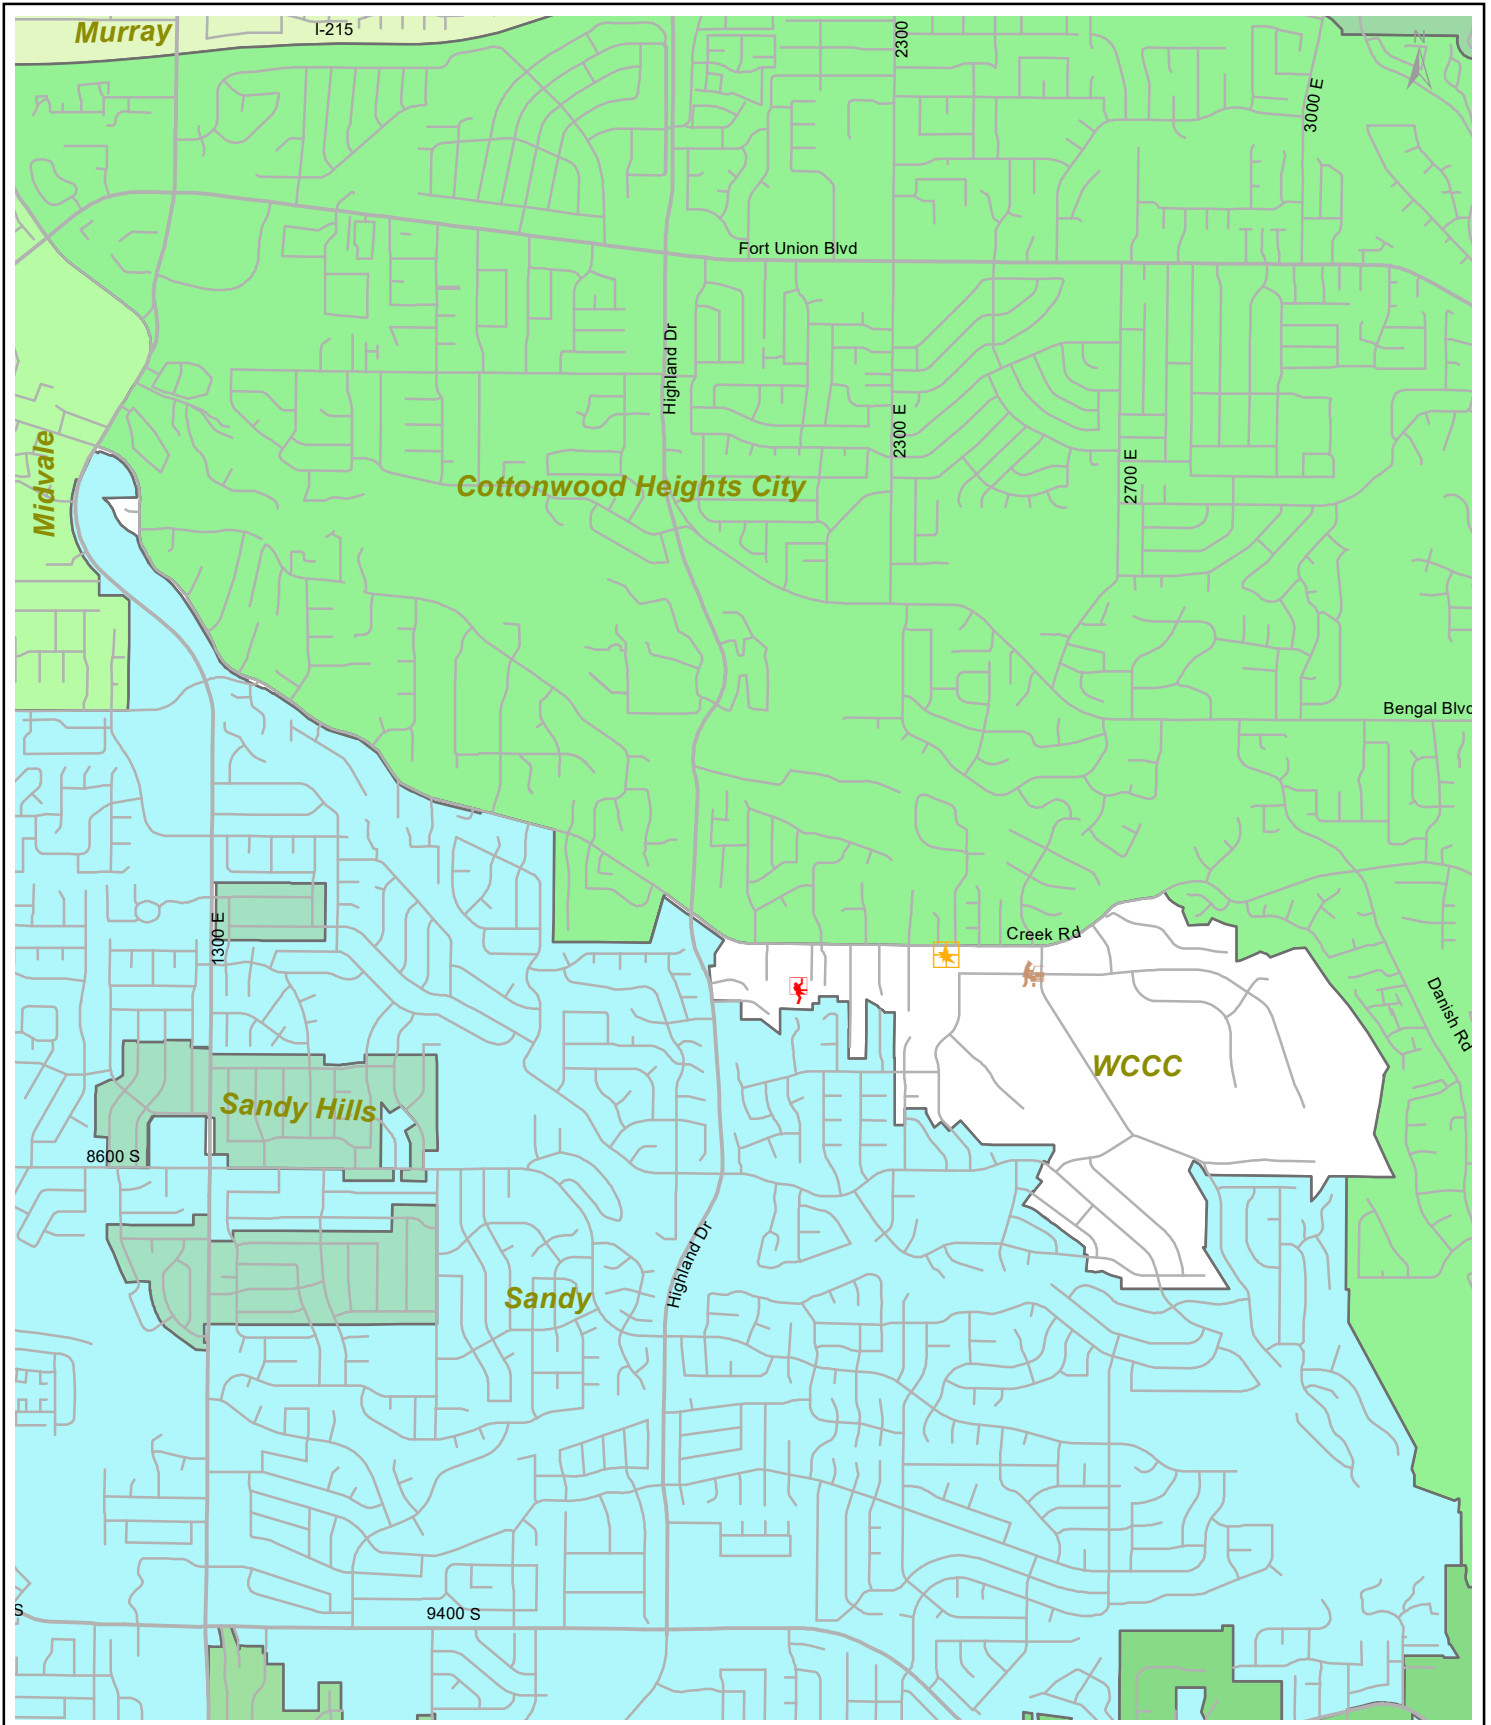 Murray
I-215
2300
N
3000 E
Fort Union Blvd
Highland Dr
2300 E
Midvale
2700 E
Cottonwood Heights City
Bengal Blvd
1300 E
Creek Rd
Danish Rd
WCCC
Sandy Hills
8600 S
Highland Dr
Sandy
S
9400 S